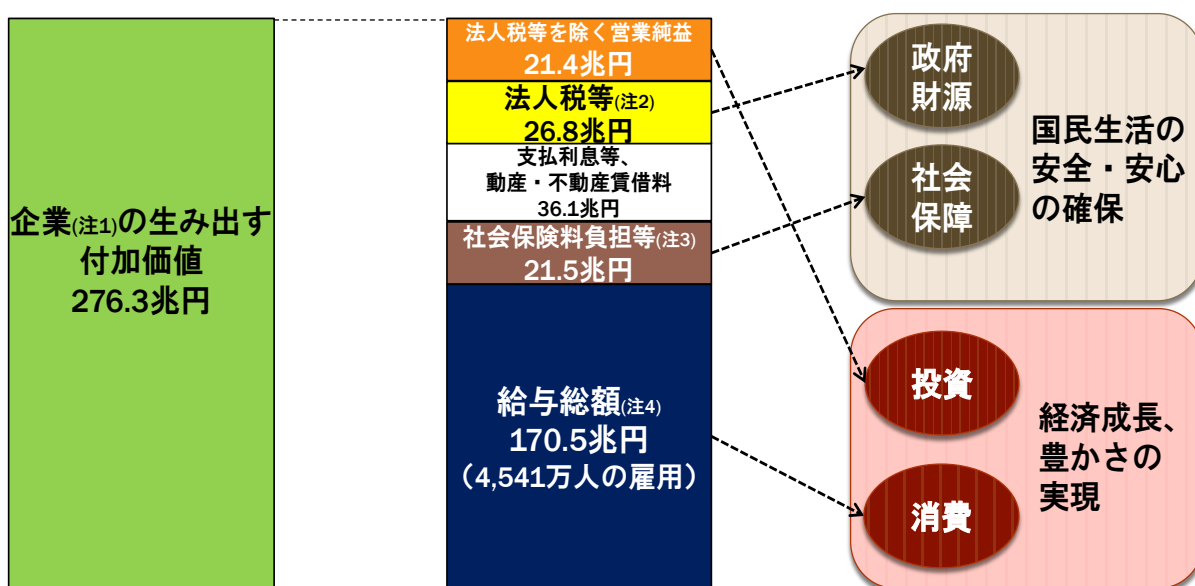 企業(注1)の生み出す
付加価値
276.3兆円
法人税等を除く営業純益
21.4兆円
法人税等(注2)
26.8兆円
支払利息等、
動産・不動産賃借料
36.1兆円
社会保険料負担等(注3)
21.5兆円
給与総額(注4)
170.5兆円
（4,541万人の雇用）
政府
財源
社会
保障
国民生活の
安全・安心
の確保
投資
消費
経済成長、
豊かさの
実現